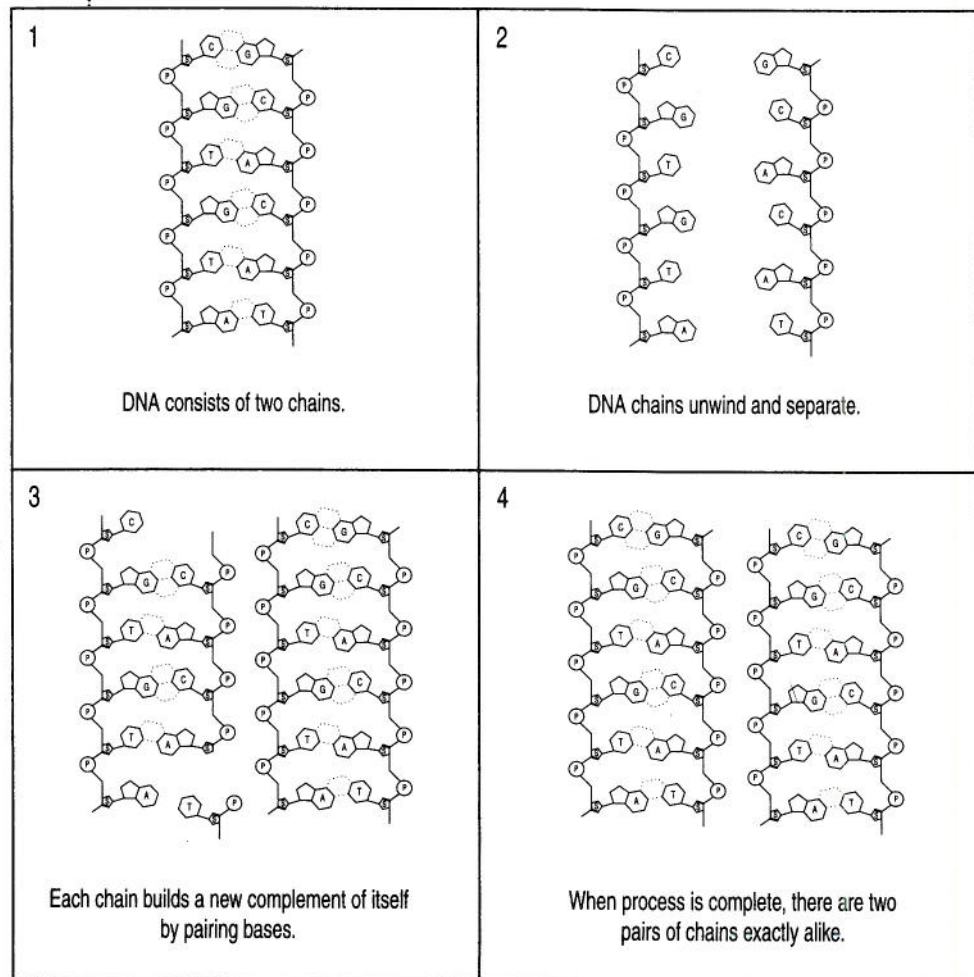 1
S C G S
P P
S G C S
P P
S T A S
P P
S G C S
P P
S T A S
P P
S A T S
DNA consists of two chains.
2
S C G S
P P
S G C S
P P
S T A S
P P
S G C S
P P
S T A S
P P
S A T S
DNA chains unwind and separate.
3
S C S C G S
P P P P
S G C S S G C S
P P P P
S T A S S T A S
P P P P
S G C S S G C S
P P P P
S T A S S T A S
P P P P
S A T S S A T S
Each chain builds a new complement of itself
by pairing bases.
4
S C G S S C G S
P P P P
S G C S S G C S
P P P P
S T A S S T A S
P P P P
S G C S S G C S
P P P P
S T A S S T A S
P P P P
S A T S S A T S
When process is complete, there are two
pairs of chains exactly alike.